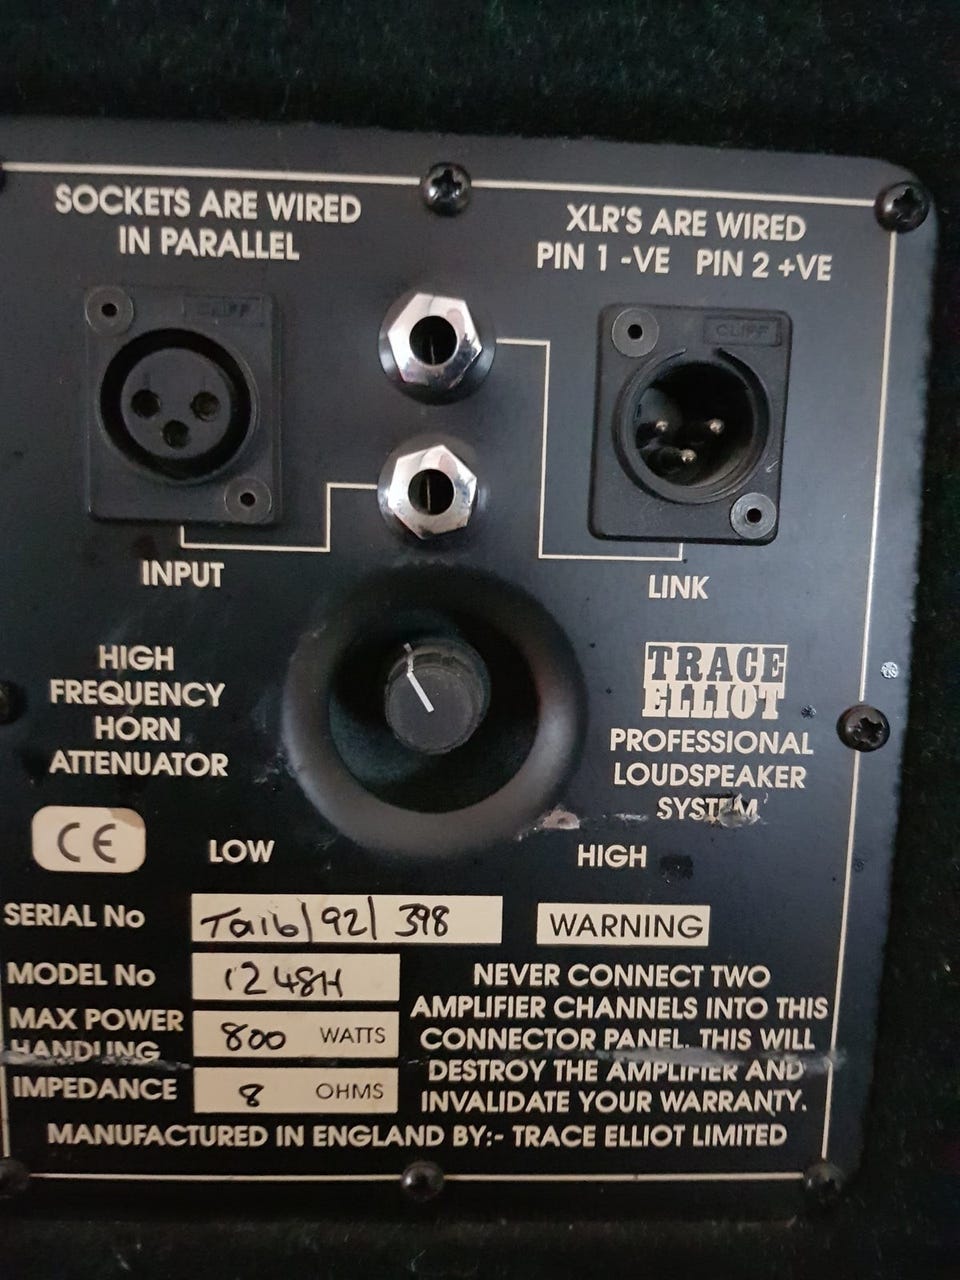 SOCKETS ARE WIRED
IN PARALLEL
XLR'S ARE WIRED
PIN 1 -VE PIN 2 +VE
CLIFF
CLIFF
INPUT
LINK
HIGH
FREQUENCY
HORN
ATTENUATOR
TRACE
ELLIOT
PROFESSIONAL
LOUDSPEAKER
SYSTEM
CE
LOW
HIGH
SERIAL No Ta16/92/398
MODEL No 1248H
MAX POWER
HANDLING 800 WATTS
IMPEDANCE 8 OHMS
WARNING
NEVER CONNECT TWO
AMPLIFIER CHANNELS INTO THIS
CONNECTOR PANEL. THIS WILL
DESTROY THE AMPLIFIER AND
INVALIDATE YOUR WARRANTY.
MANUFACTURED IN ENGLAND BY:- TRACE ELLIOT LIMITED